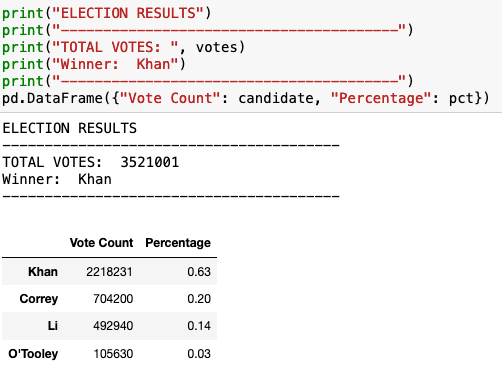 print("ELECTION RESULTS")
print("----------------------------------------")
print("TOTAL VOTES: ", votes)
print("Winner:  Khan")
print("----------------------------------------")
pd.DataFrame({"Vote Count": candidate, "Percentage": pct})
ELECTION RESULTS
----------------------------------------
TOTAL VOTES:  3521001
Winner:  Khan
----------------------------------------
Vote Count Percentage
Khan 2218231 0.63
Correy 704200 0.20
Li 492940 0.14
O'Tooley 105630 0.03